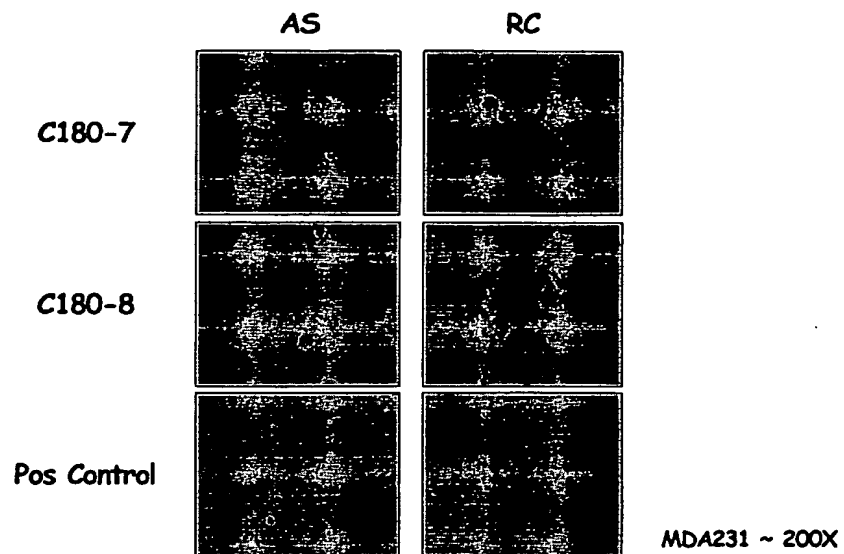 AS RC
C180-7
C180-8
Pos Control
MDA231 ~ 200X